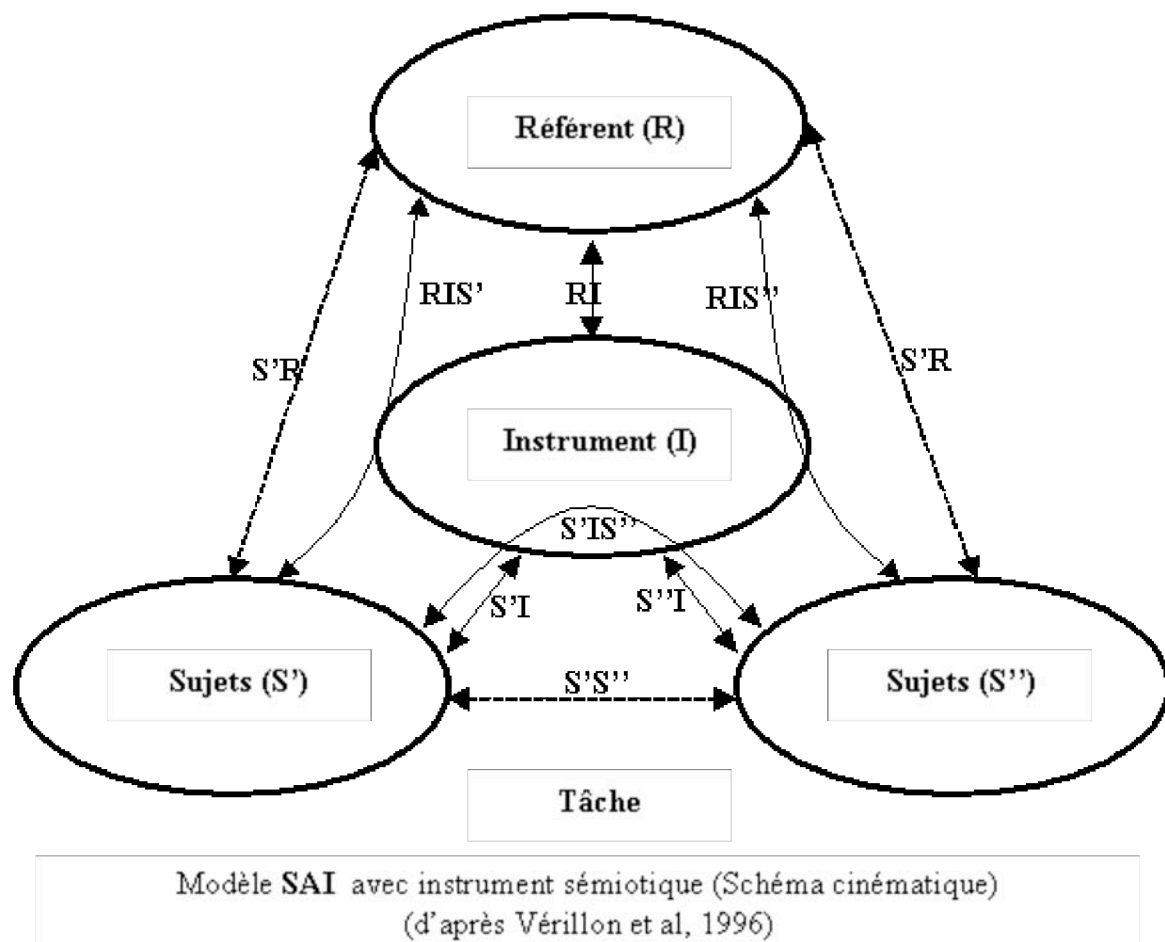 Référent (R)
RIS’
RI
RIS’’
S’R
S’R
Instrument (I)
S’IS’’
S’I
S’’I
Sujets (S’)
S’S’’
Sujets (S’’)
Tâche
Modèle SAI avec instrument sémiotique (Schéma cinématique)
(d’après Vérillon et al, 1996)